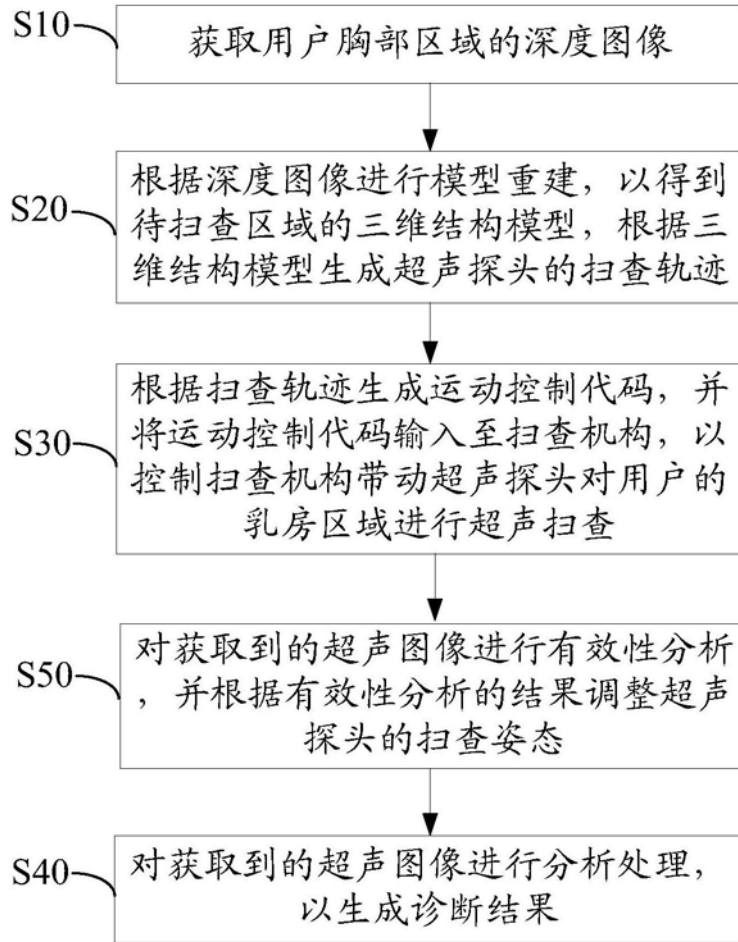 S10
获取用户胸部区域的深度图像
S20
根据深度图像进行模型重建，以得到
待扫查区域的三维结构模型，根据三
维结构模型生成超声探头的扫查轨迹
S30
根据扫查轨迹生成运动控制代码，并
将运动控制代码输入至扫查机构，以
控制扫查机构带动超声探头对用户的
乳房区域进行超声扫查
S50
对获取到的超声图像进行有效性分析
，并根据有效性分析的结果调整超声
探头的扫查姿态
S40
对获取到的超声图像进行分析处理，
以生成诊断结果